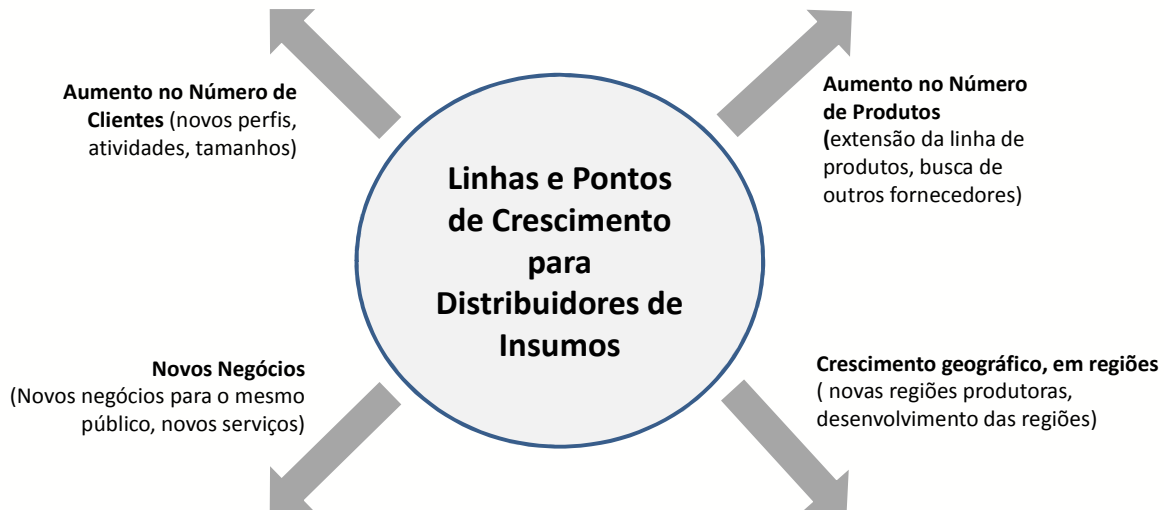 Aumento no Número de
Clientes (novos perfis,
atividades, tamanhos)
Aumento no Número
de Produtos
(extensão da linha de
produtos, busca de
outros fornecedores)
Linhas e Pontos
de Crescimento
para
Distribuidores de
Insumos
Novos Negócios
(Novos negócios para o mesmo
público, novos serviços)
Crescimento geográfico, em regiões
( novas regiões produtoras,
desenvolvimento das regiões)